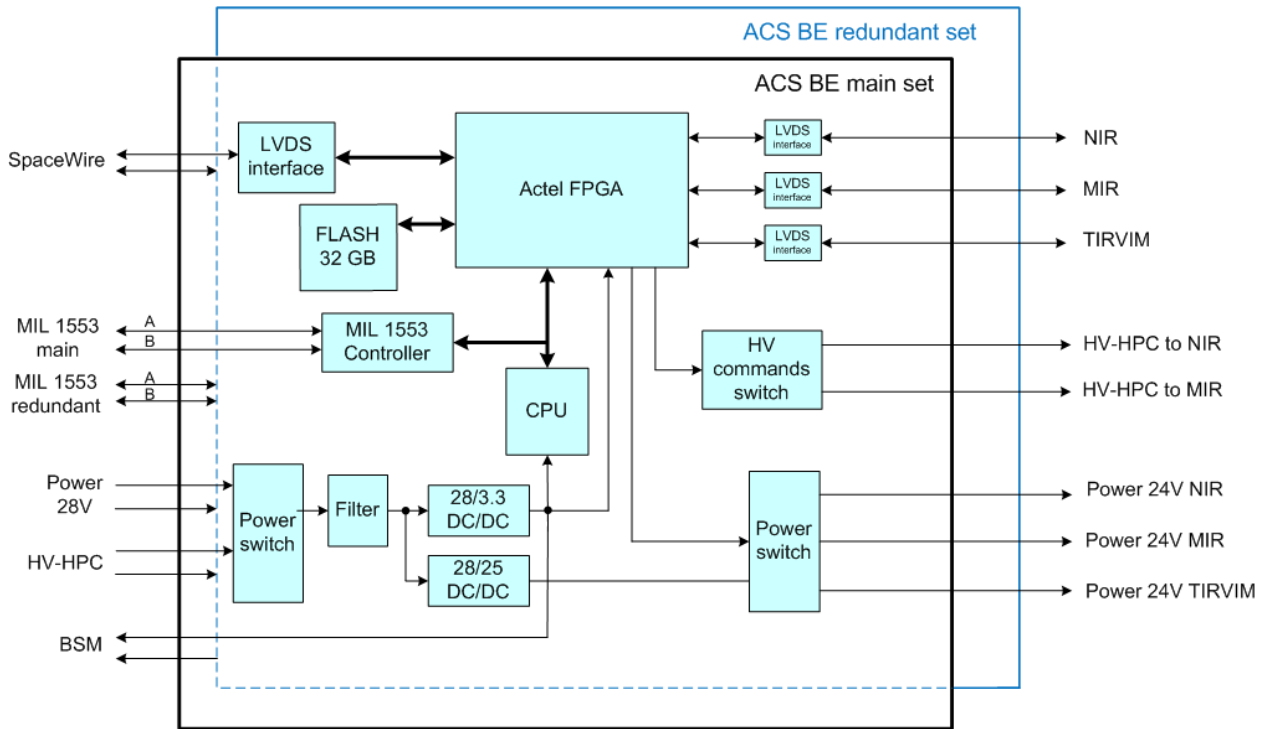 ACS BE redundant set
ACS BE main set
SpaceWire
LVDS
interface
Actel FPGA
LVDS
interface
NIR
LVDS
interface
MIR
LVDS
interface
TIRVIM
FLASH
32 GB
MIL 1553
main
A
B
MIL 1553
Controller
MIL 1553
redundant
A
B
HV
commands
switch
HV-HPC to NIR
HV-HPC to MIR
CPU
Power
28V
HV-HPC
Power
switch
Filter
28/3.3
DC/DC
28/25
DC/DC
Power
switch
Power 24V NIR
Power 24V MIR
Power 24V TIRVIM
BSM